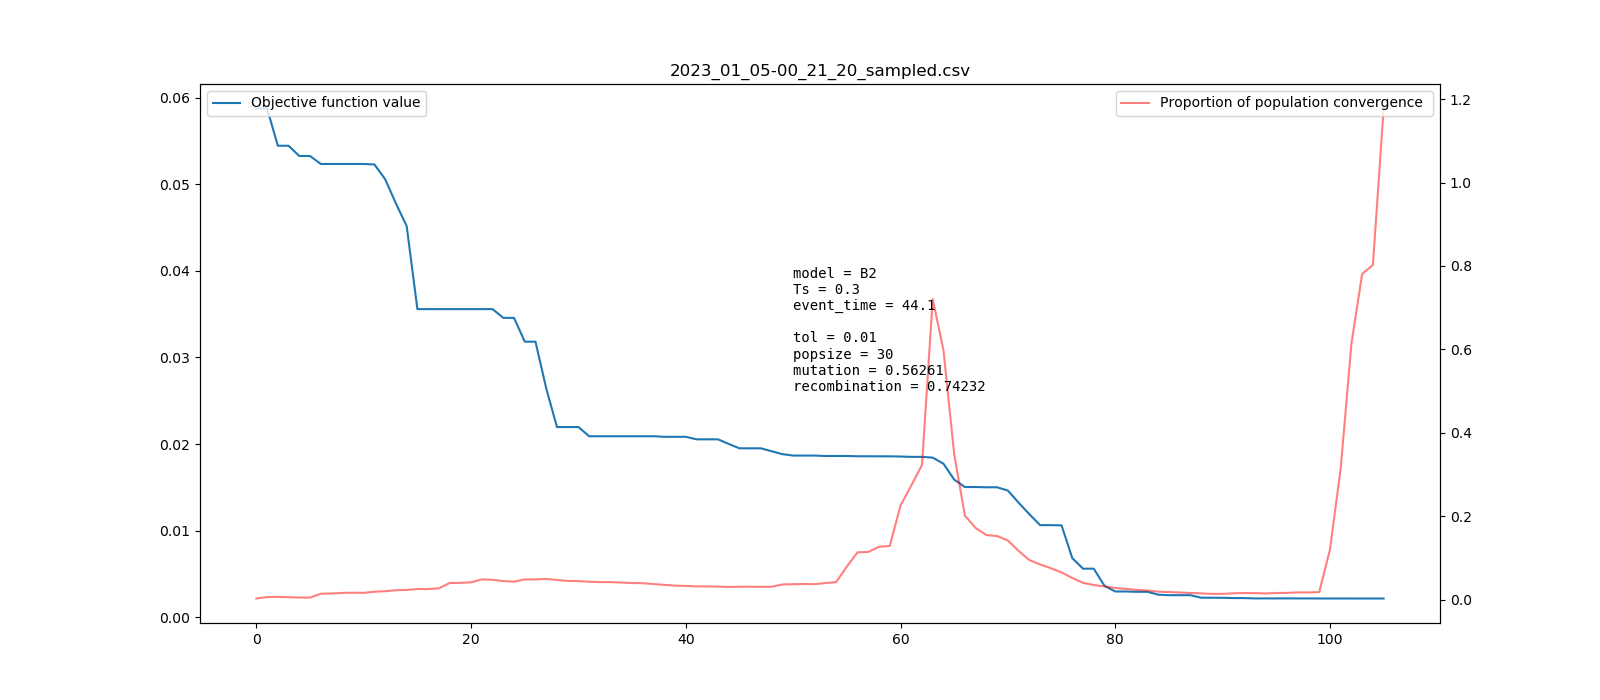 2023_01_05-00_21_20_sampled.csv
Objective function value
Proportion of population convergence
0.06
0.05
0.04
0.03
0.02
0.01
0.00
1.2
1.0
0.8
0.6
0.4
0.2
0.0
model = B2
Ts = 0.3
event_time = 44.1
tol = 0.01
popsize = 30
mutation = 0.56261
recombination = 0.74232
0 20 40 60 80 100